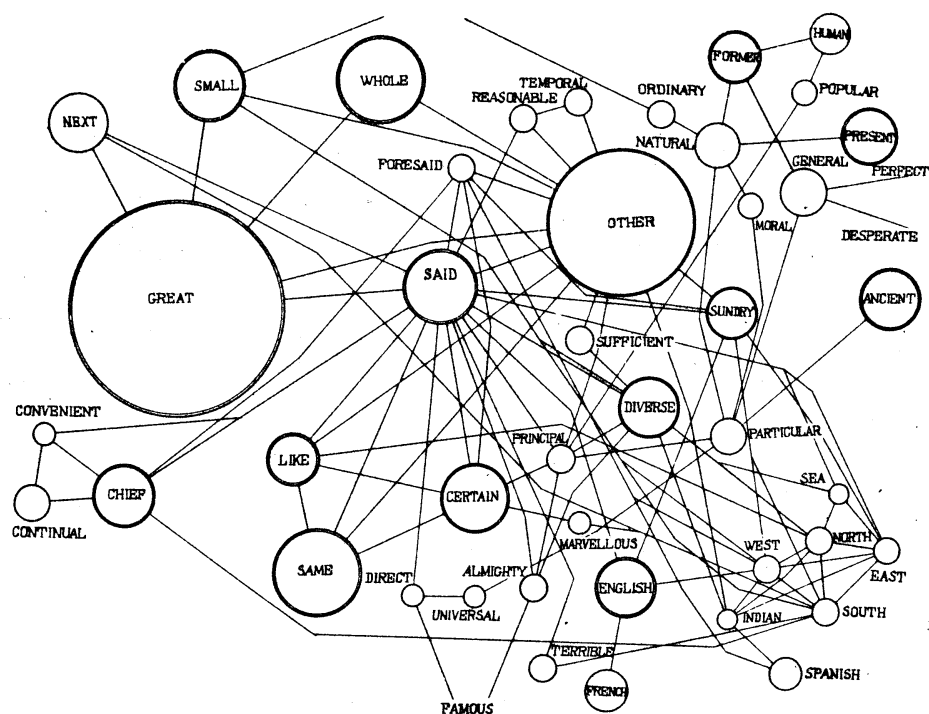 HUMAN
FORMER
SMALL
WHOLE
TEMPORAL
ORDINARY
POPULAR
REASONABLE
NEXT
NATURAL
PRESENT
FORESAID
GENERAL
PERFECT
OTHER
MORAL
DESPERATE
SAID
GREAT
SUNDRY
ANCIENT
SUFFICIENT
CONVENIENT
DIVERSE
PRINCIPAL
PARTICULAR
LIKE
SEA
CHIEF
CERTAIN
CONTINUAL
NORTH
MARVELLOUS
WEST
SAME
DIRECT
ALMIGHTY
EAST
ENGLISH
UNIVERSAL
INDIAN
SOUTH
TERRIBLE
SPANISH
FRENCH
FAMOUS